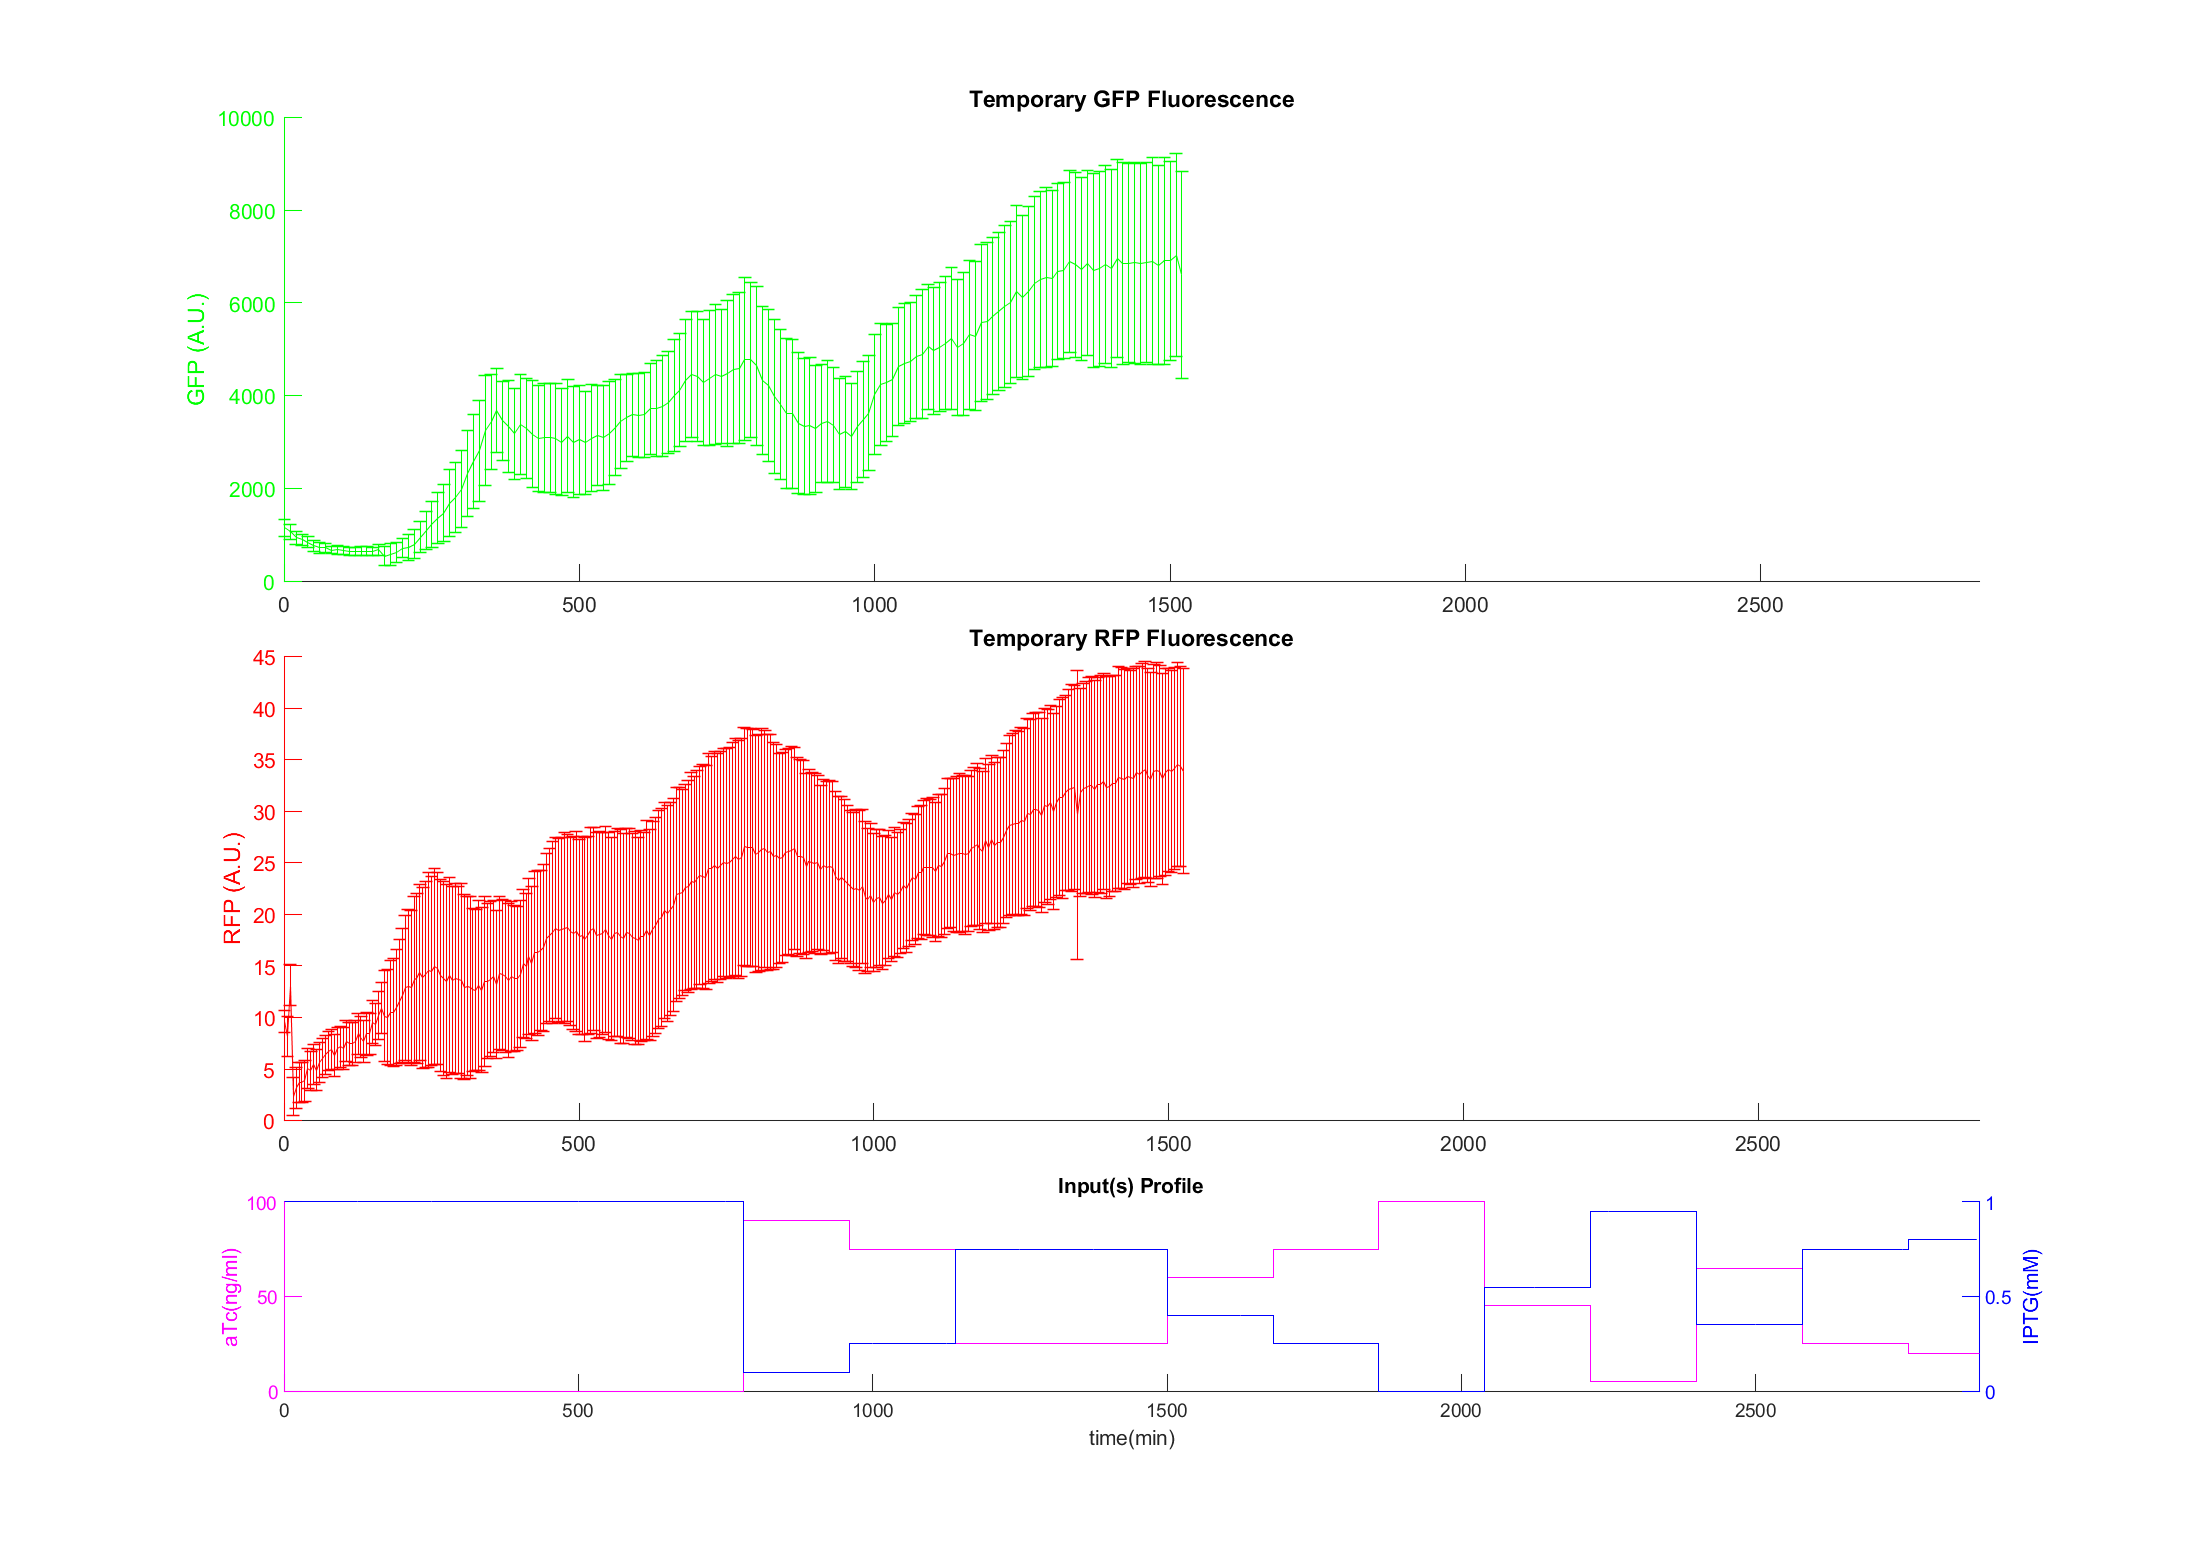 Temporary GFP Fluorescence
10000
8000
6000
4000
2000
0
GFP (A.U.)
0 500 1000 1500 2000 2500
Temporary RFP Fluorescence
45
40
35
30
25
20
15
10
5
0
RFP (A.U.)
0 500 1000 1500 2000 2500
Input(s) Profile
100
50
0
aTc(ng/ml)
1
0.5
0
IPTG(mM)
0 500 1000 1500 2000 2500
time(min)